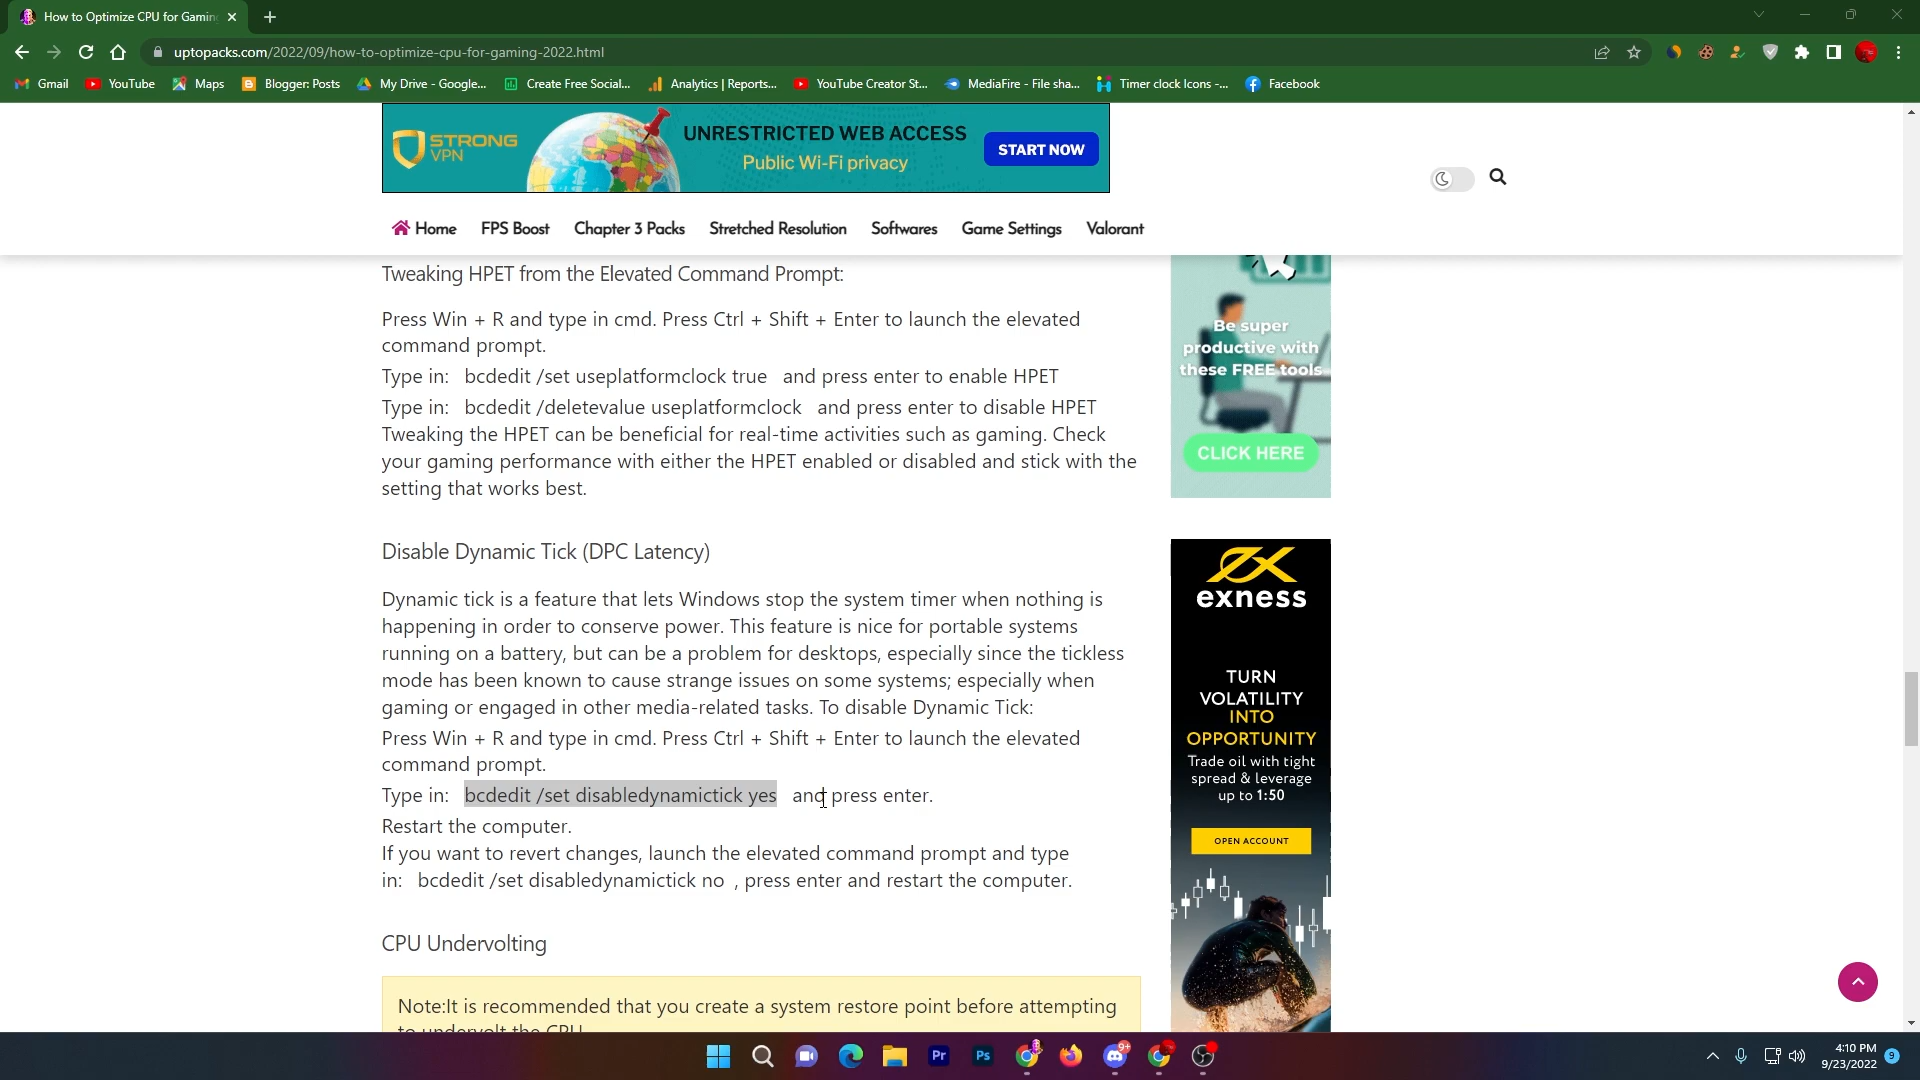 How to Optimize CPU for Gamin
uptopacks.com/2022/09/how-to-optimize-cpu-for-gaming-2022.html
Gmail YouTube Maps Blogger: Posts My Drive - Google... Create Free Social... Analytics | Reports... YouTube Creator St... MediaFire - File sha... Timer clock Icons -... Facebook
STRONG
VPN
UNRESTRICTED WEB ACCESS
Public Wi-Fi privacy
START NOW
Home FPS Boost Chapter 3 Packs Stretched Resolution Softwares Game Settings Valorant
Tweaking HPET from the Elevated Command Prompt:
Press Win + R and type in cmd. Press Ctrl + Shift + Enter to launch the elevated
command prompt.
Type in: bcdedit /set useplatformclock true and press enter to enable HPET
Type in: bcdedit /deletevalue useplatformclock and press enter to disable HPET
Tweaking the HPET can be beneficial for real-time activities such as gaming. Check
your gaming performance with either the HPET enabled or disabled and stick with the
setting that works best.
Disable Dynamic Tick (DPC Latency)
Dynamic tick is a feature that lets Windows stop the system timer when nothing is
happening in order to conserve power. This feature is nice for portable systems
running on a battery, but can be a problem for desktops, especially since the tickless
mode has been known to cause strange issues on some systems; especially when
gaming or engaged in other media-related tasks. To disable Dynamic Tick:
Press Win + R and type in cmd. Press Ctrl + Shift + Enter to launch the elevated
command prompt.
Type in: bcdedit /set disabledynamictick yes and press enter.
Restart the computer.
If you want to revert changes, launch the elevated command prompt and type
in: bcdedit /set disabledynamictick no , press enter and restart the computer.
CPU Undervolting
Note:It is recommended that you create a system restore point before attempting
to undervolt the CPU
Be super
productive with
these FREE tools
CLICK HERE
exness
TURN
VOLATILITY
INTO
OPPORTUNITY
Trade oil with tight
spread & leverage
up to 1:50
OPEN ACCOUNT
Pr
Ps
9+
4:10 PM
9/23/2022
9